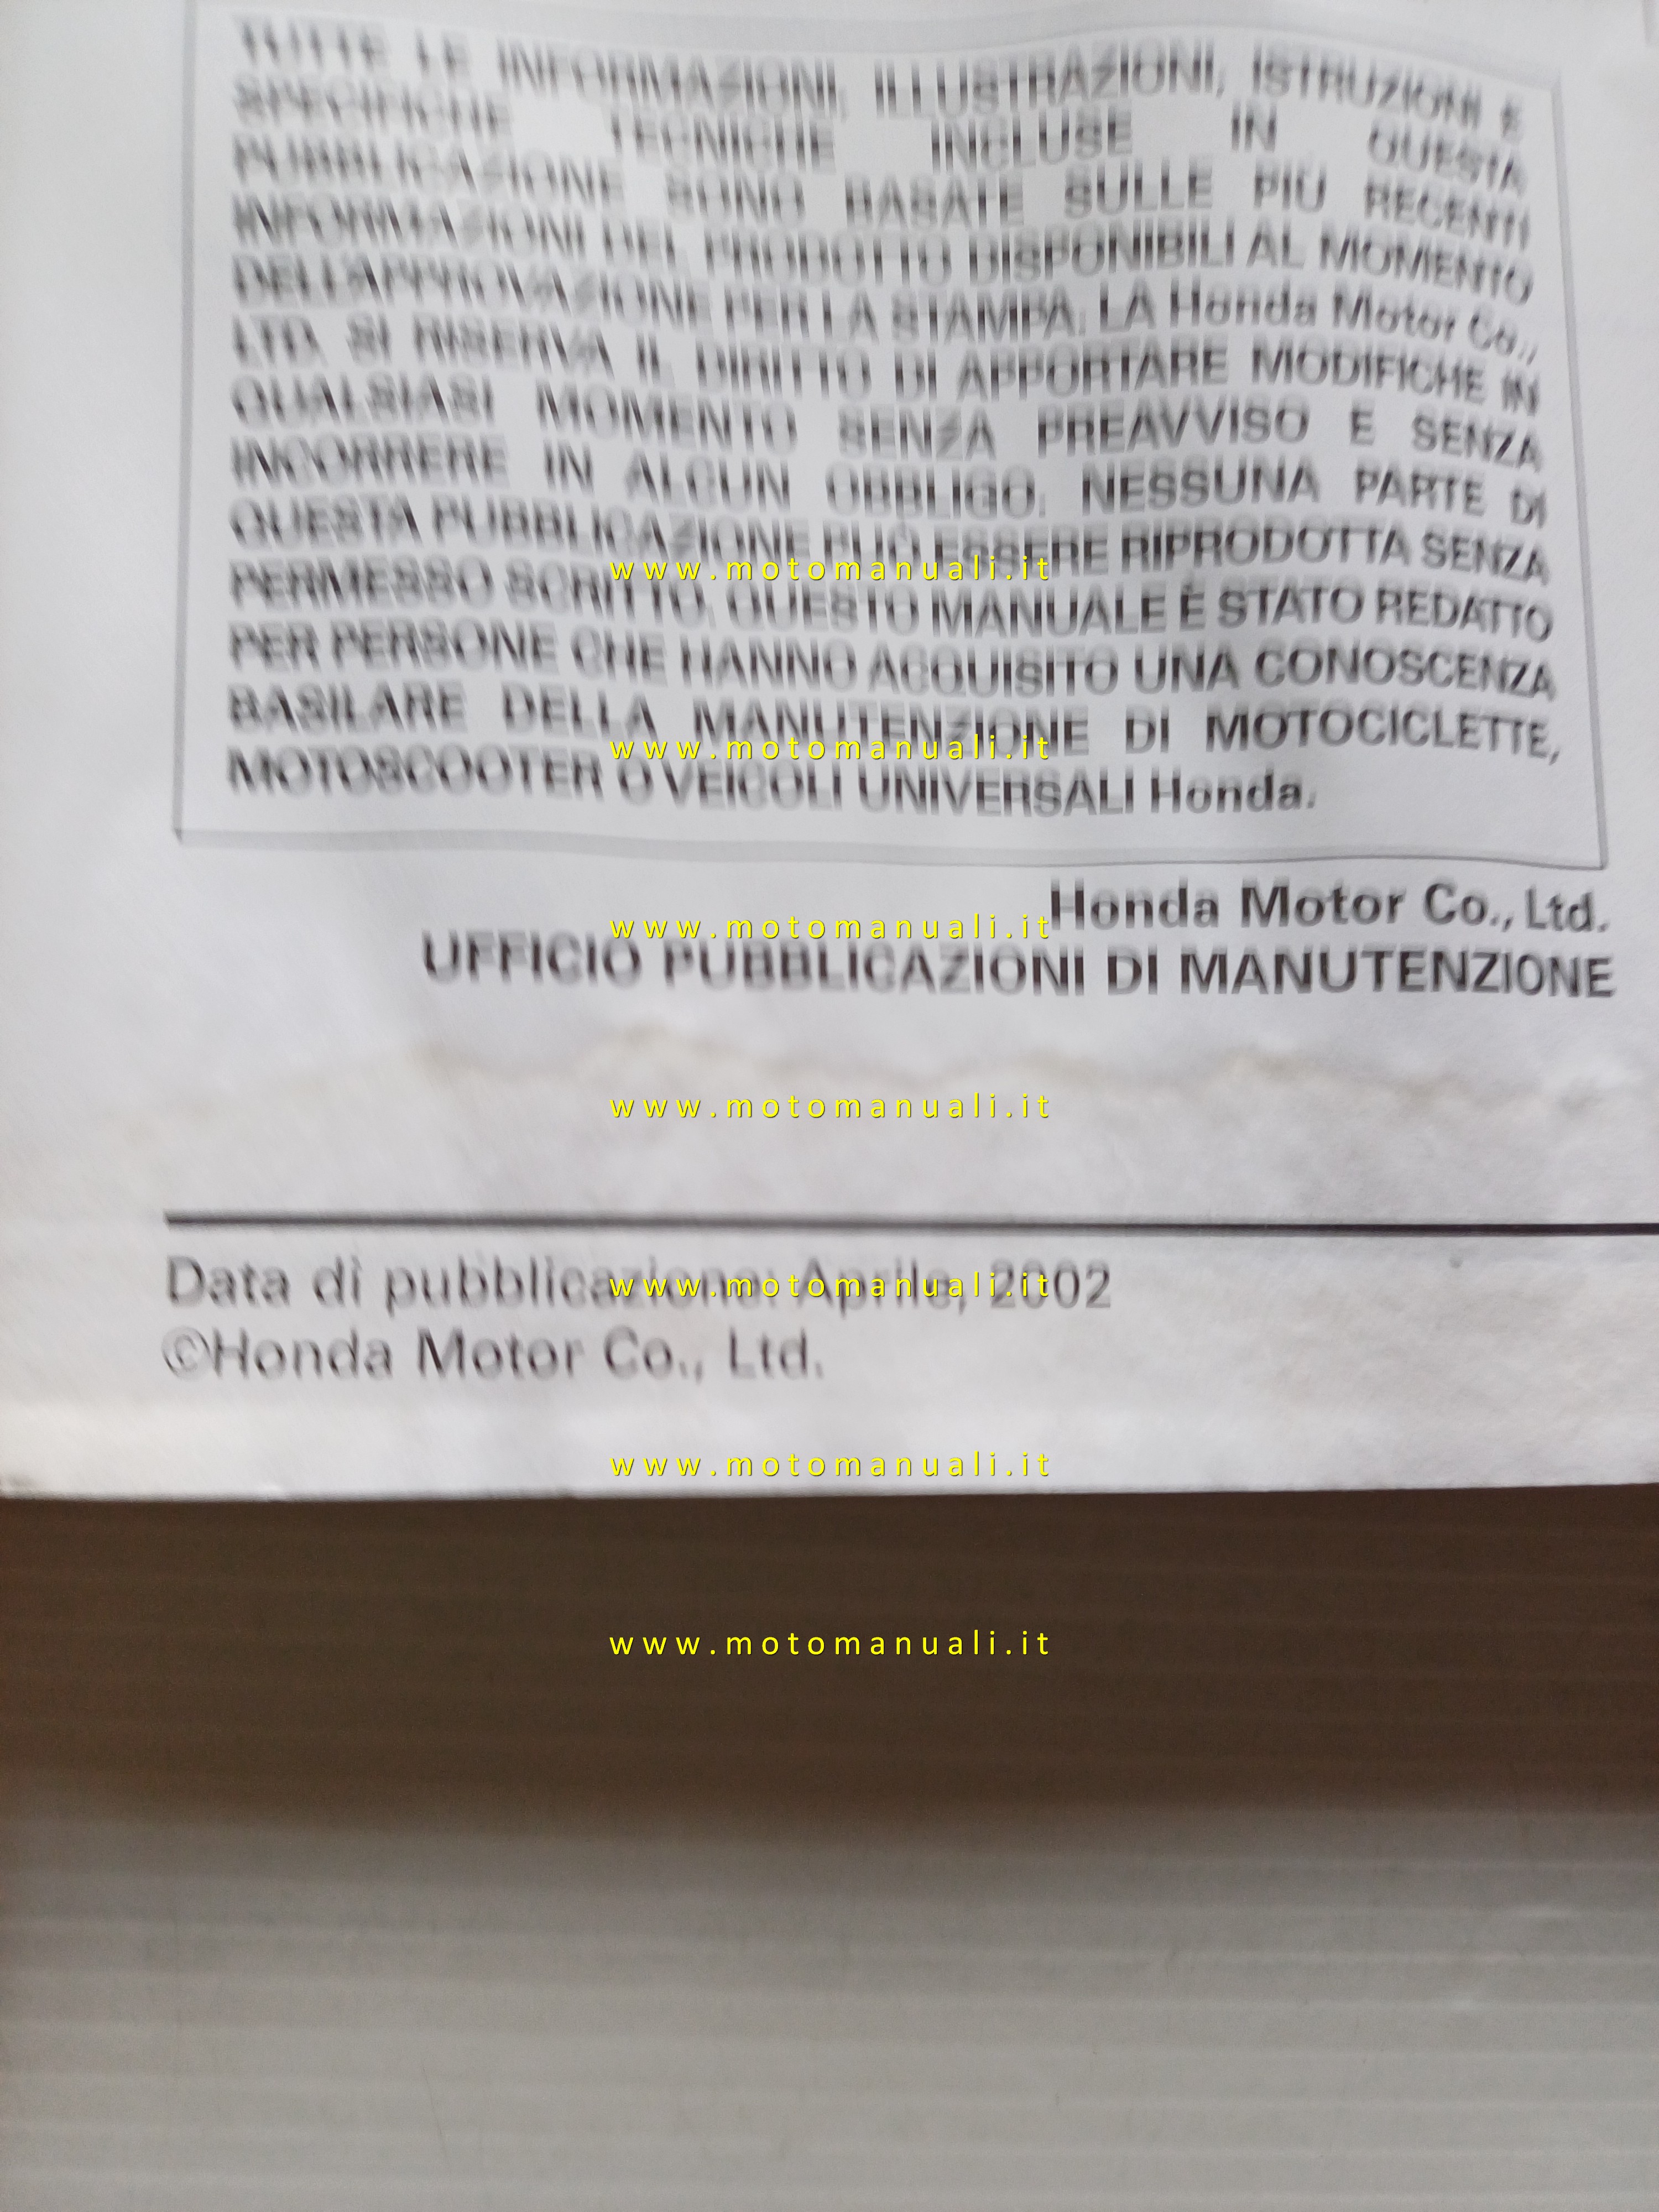 TUTTE LE INFORMAZIONI, ILLUSTRAZIONI, ISTRUZIONI E
SPECIFICHE TECNICHE INCLUSE IN QUESTA
PUBBLICAZIONE SONO BASATE SULLE PIÙ RECENTI
INFORMAZIONI DEL PRODOTTO DISPONIBILI AL MOMENTO
DELL'APPROVAZIONE PER LA STAMPA. LA Honda Motor Co.,
LTD. SI RISERVA IL DIRITTO DI APPORTARE MODIFICHE IN
QUALSIASI MOMENTO SENZA PREAVVISO E SENZA
INCORRERE IN ALCUN OBBLIGO. NESSUNA PARTE DI
QUESTA PUBBLICAZIONE PUÒ ESSERE RIPRODOTTA SENZA
www.motomanuali.it
PERMESSO SCRITTO. QUESTO MANUALE È STATO REDATTO
PER PERSONE CHE HANNO ACQUISITO UNA CONOSCENZA
BASILARE DELLA MANUTENZIONE DI MOTOCICLETTE,
www.motomanuali.it
MOTOSCOOTER O VEICOLI UNIVERSALI Honda.
Honda Motor Co., Ltd.
www.motomanuali.it
UFFICIO PUBBLICAZIONI DI MANUTENZIONE
www.motomanuali.it
Data di pubblicazione: Aprile, 2002
www.motomanuali.it
©Honda Motor Co., Ltd.
www.motomanuali.it
www.motomanuali.it